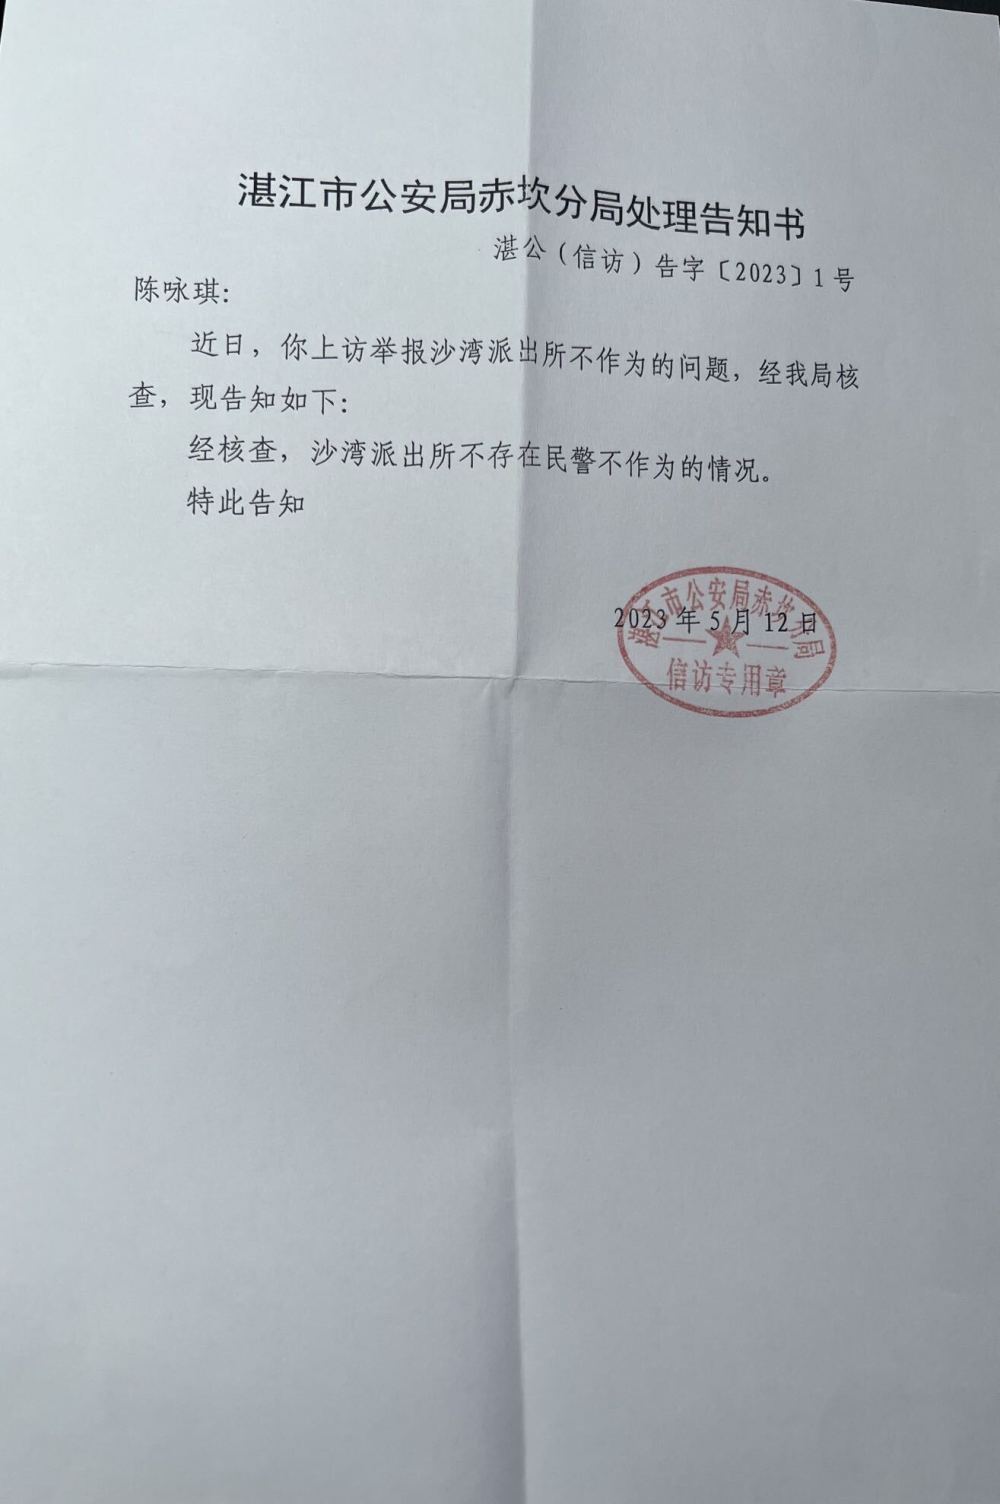 湛江市公安局赤坎分局处理告知书
湛公（信访）告字〔2023〕1号
陈咏琪：
近日，你上访举报沙湾派出所不作为的问题，经我局核
查，现告知如下：
经核查，沙湾派出所不存在民警不作为的情况。
特此告知
湛江市公安局赤坎分局
2023年5月12日
信访专用章